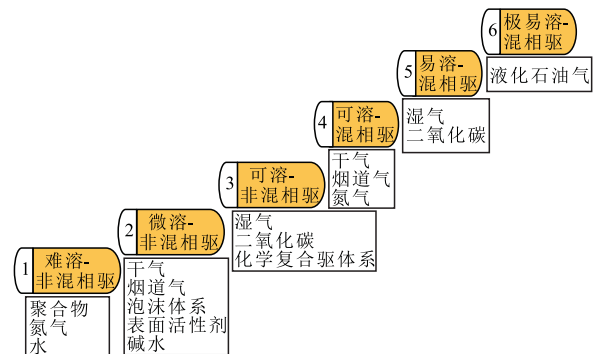 6
极易溶-
混相驱
液化石油气
5
易溶-
混相驱
湿气
二氧化碳
4
可溶-
混相驱
干气
烟道气
氮气
3
可溶-
非混相驱
湿气
二氧化碳
化学复合驱体系
2
微溶-
非混相驱
干气
烟道气
泡沫体系
表面活性剂
碱水
1
难溶-
非混相驱
聚合物
氮气
水